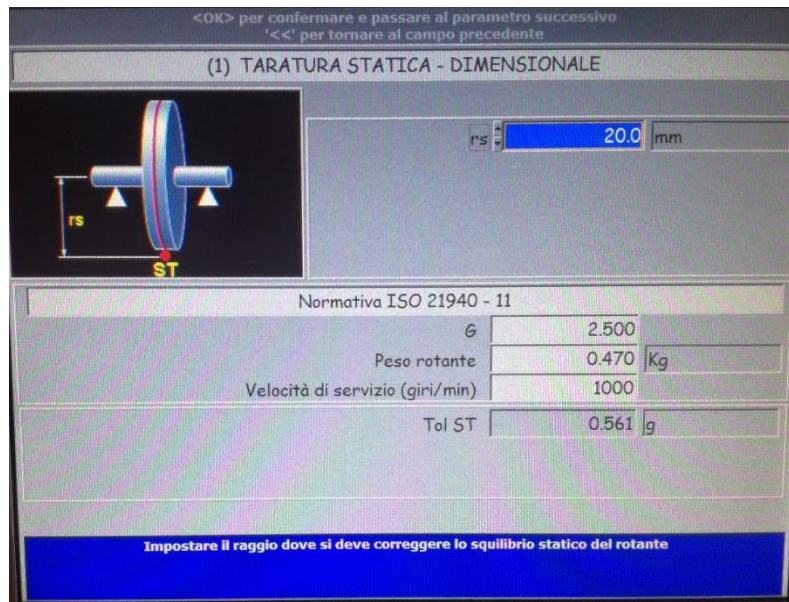 <OK> per confermare e passare al parametro successivo
'<<' per tornare al campo precedente
(1) TARATURA STATICA - DIMENSIONALE
rs 20.0 mm
rs
ST
Normativa ISO 21940 - 11
G 2.500
Peso rotante 0.470 Kg
Velocità di servizio (giri/min) 1000
Tol ST 0.561 g
Impostare il raggio dove si deve correggere lo squilibrio statico del rotante